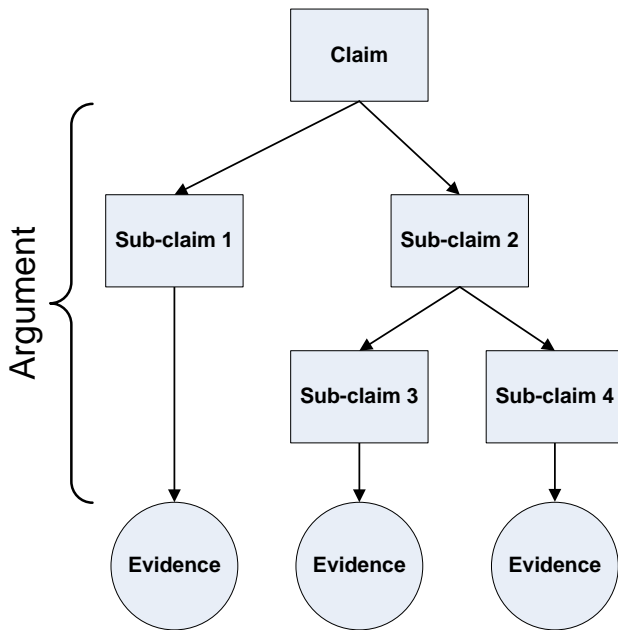 Claim
Argument
Sub-claim 1
Sub-claim 2
Sub-claim 3
Sub-claim 4
Evidence
Evidence
Evidence